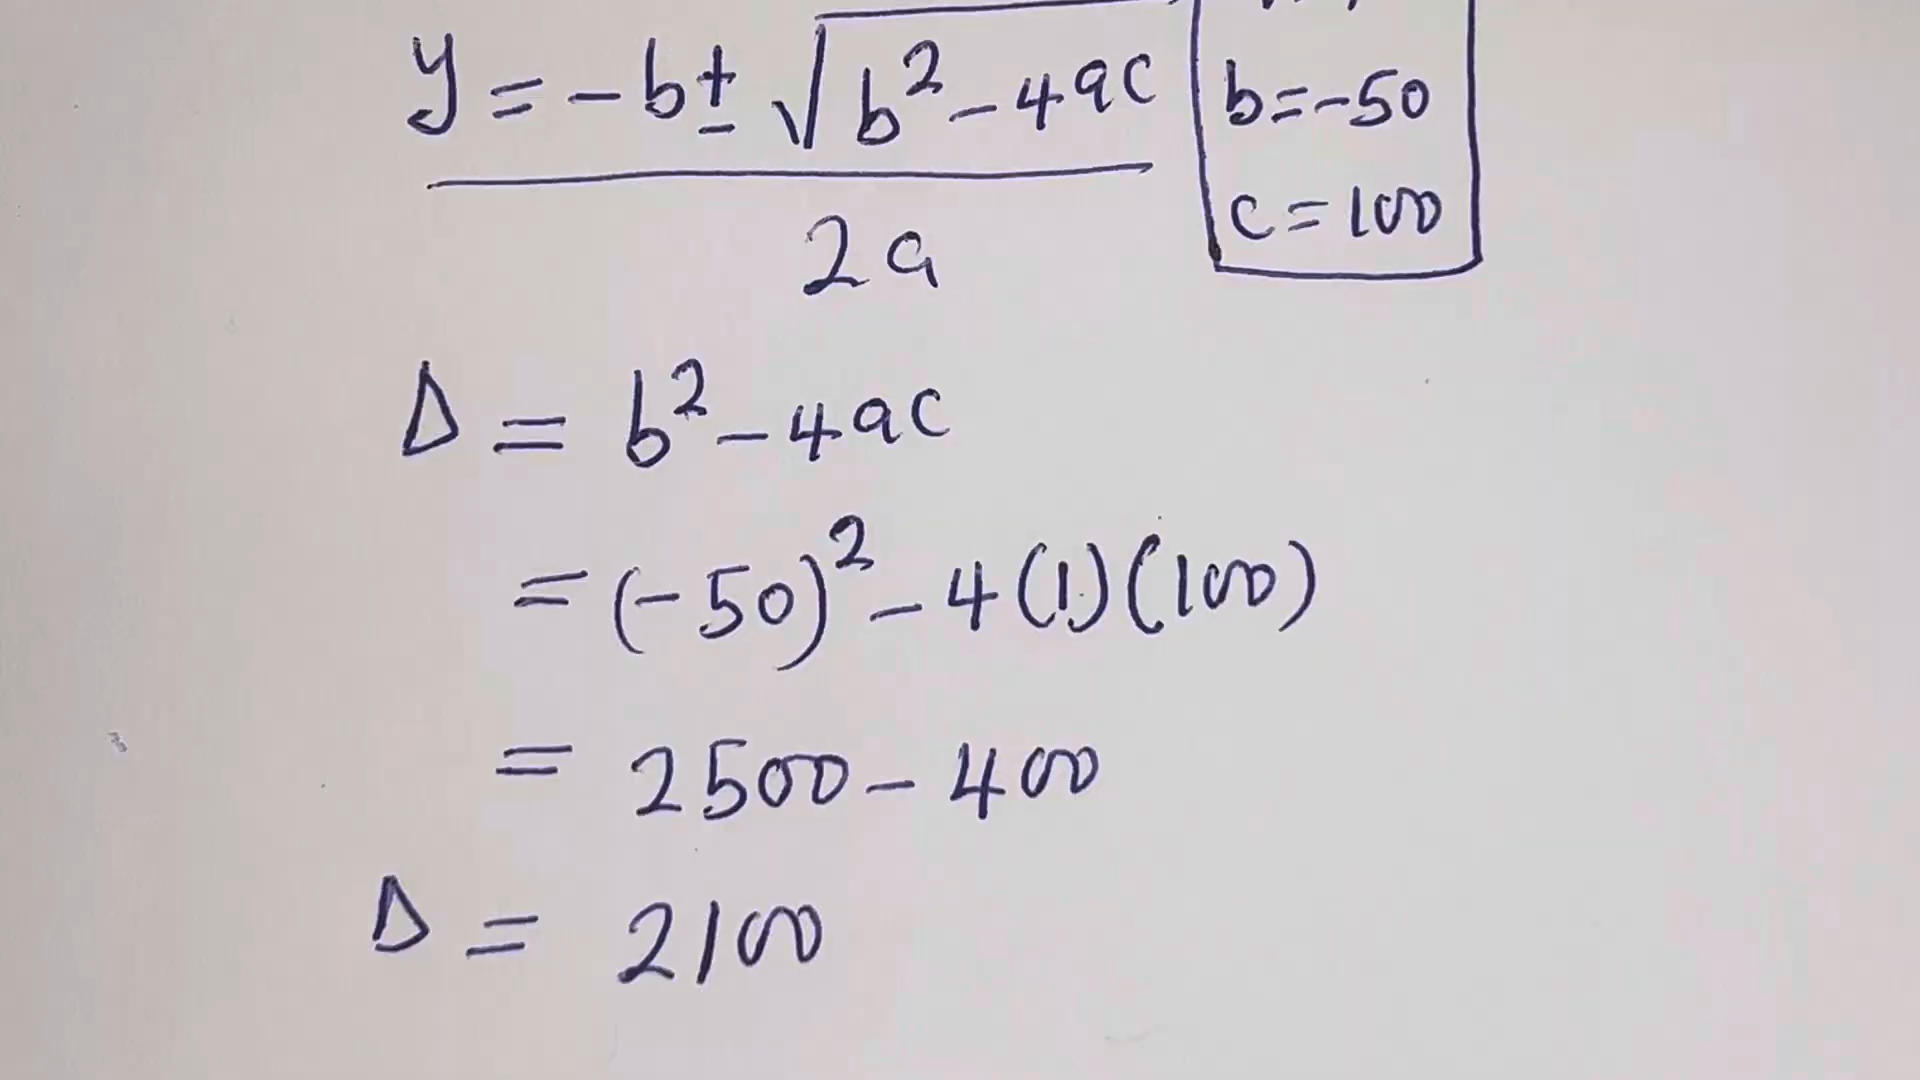 y = -b ± √b² - 4ac
2a
b = -50
c = 100
Δ = b² - 4ac
= (-50)² - 4(1)(100)
= 2500 - 400
Δ = 2100